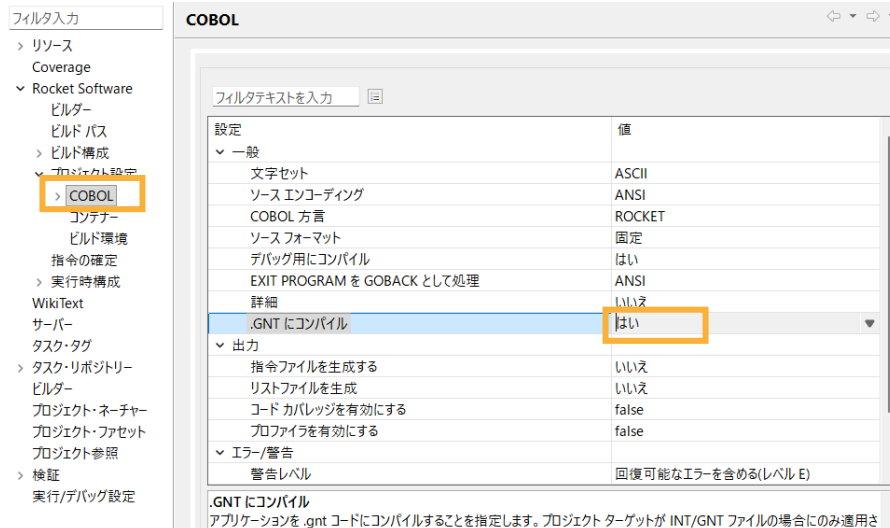 フィルタ入力
リソース
Coverage
Rocket Software
ビルダー
ビルド パス
ビルド構成
プロジェクト設定
COBOL
コンテナー
ビルド環境
指令の確定
実行時構成
WikiText
サーバー
タスク・タグ
タスク・リポジトリー
ビルダー
プロジェクト・ネーチャー
プロジェクト・ファセット
プロジェクト参照
検証
実行/デバッグ設定
COBOL
フィルタテキストを入力
設定 値
一般
文字セット ASCII
ソース エンコーディング ANSI
COBOL 方言 ROCKET
ソース フォーマット 固定
デバッグ用にコンパイル はい
EXIT PROGRAM を GOBACK として処理 ANSI
詳細 いいえ
.GNT にコンパイル はい
出力
指令ファイルを生成する いいえ
リストファイルを生成 いいえ
コード カバレッジを有効にする false
プロファイラを有効にする false
エラー/警告
警告レベル 回復可能なエラーを含める(レベル E)
.GNT にコンパイル
アプリケーションを .gnt コードにコンパイルすることを指定します。プロジェクト ターゲットが INT/GNT ファイルの場合にのみ適用さ